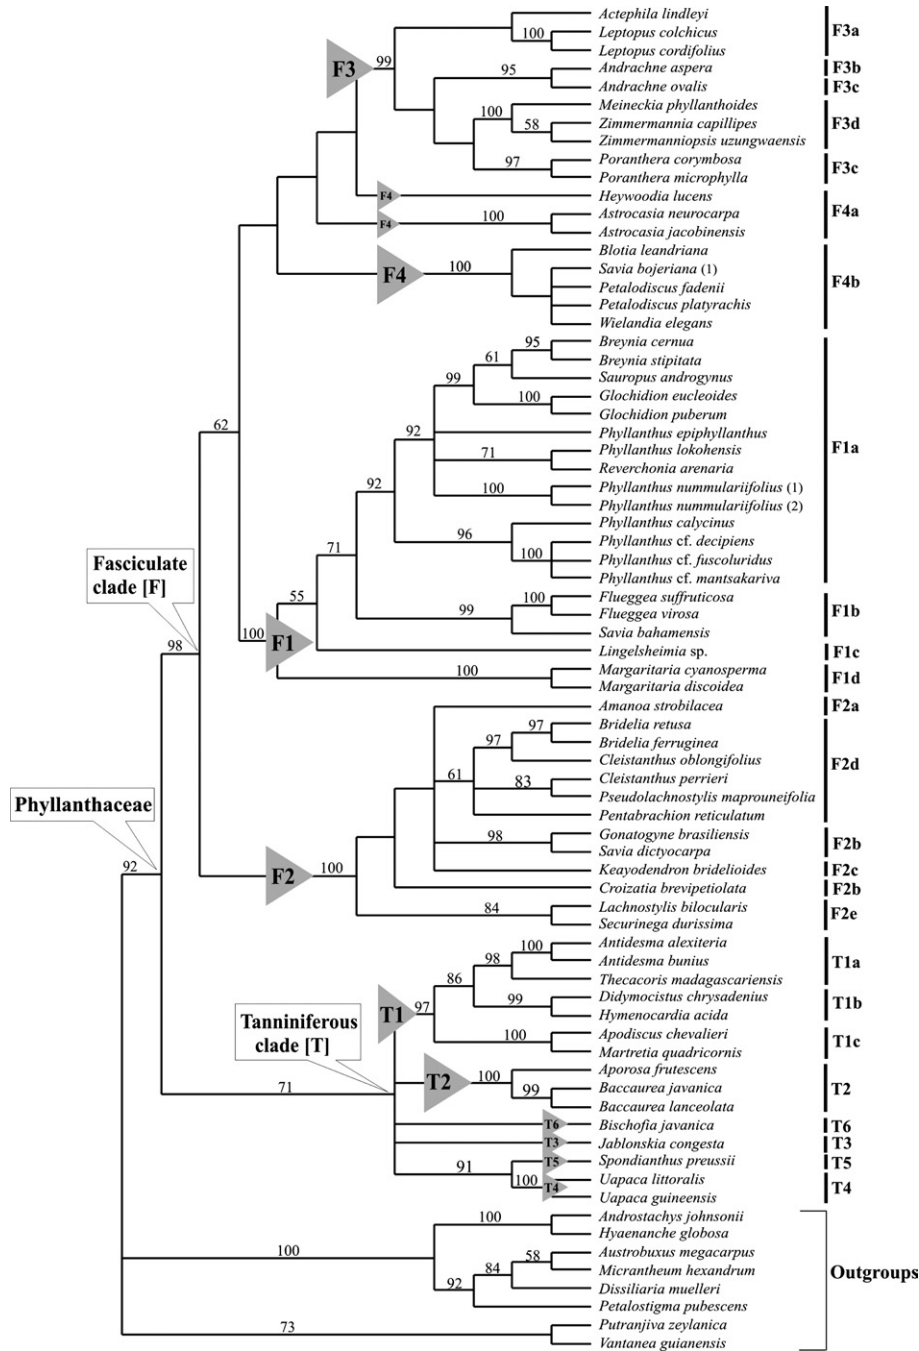 Actephila lindleyi
100 Leptopus colchicus
Leptopus cordifolius
F3a
F3 99
95 Andrachne aspera
F3b
Andrachne ovalis
F3c
Meineckia phyllanthoides
100
58 Zimmermannia capillipes
Zimmermanniopsis uzungwaensis
F3d
97 Poranthera corymbosa
Poranthera microphylla
F3c
F4 Heywoodia lucens
F4 100 Astrocasia neurocarpa
Astrocasia jacobinensis
F4a
Blotia leandriana
F4 100 Savia bojeriana (1)
Petalodiscus fadenii
Petalodiscus platyrachis
Wielandia elegans
F4b
95 Breynia cernua
61 Breynia stipitata
99 Sauropus androgynus
100 Glochidion eucleoides
Glochidion puberum
92 Phyllanthus epiphyllanthus
71 Phyllanthus lokohensis
Reverchonia arenaria
92 100 Phyllanthus nummulariifolius (1)
Phyllanthus nummulariifolius (2)
96 Phyllanthus calycinus
Phyllanthus cf. decipiens
100 Phyllanthus cf. fuscoluridus
Phyllanthus cf. mantsakariva
F1a
62
71
Fasciculate
clade [F]
55
100 Flueggea suffruticosa
99 Flueggea virosa
Savia bahamensis
F1b
98 100 F1
Lingelsheimia sp.
F1c
100 Margaritaria cyanosperma
Margaritaria discoidea
F1d
Amanoa strobilacea
F2a
97 Bridelia retusa
97 Bridelia ferruginea
Cleistanthus oblongifolius
61 83 Cleistanthus perrieri
Pseudolachnostylis maprouneifolia
Pentabrachion reticulatum
F2d
Phyllanthaceae
98 Gonatogyne brasiliensis
Savia dictyocarpa
F2b
92 F2 100
Keayodendron bridelioides
F2c
Croizatia brevipetiolata
F2b
84 Lachnostylis bilocularis
Securinega durissima
F2e
100 Antidesma alexiteria
98 Antidesma bunius
86 Thecacoris madagascariensis
T1a
99 Didymocistus chrysadenius
Hymenocardia acida
T1b
T1 97
Tanniniferous
clade [T]
100 Apodiscus chevalieri
Martretia quadricornis
T1c
71
T2 100 Aporosa frutescens
99 Baccaurea javanica
Baccaurea lanceolata
T2
T6 Bischofia javanica
T6
T3 Jablonskia congesta
T3
91 T5 Spondianthus preussii
T5
100 T4 Uapaca littoralis
Uapaca guineensis
T4
100 Androstachys johnsonii
Hyaenanche globosa
100
58 Austrobuxus megacarpus
84 Micrantheum hexandrum
92 Dissiliaria muelleri
Petalostigma pubescens
73 Putranjiva zeylanica
Vantanea guianensis
Outgroups